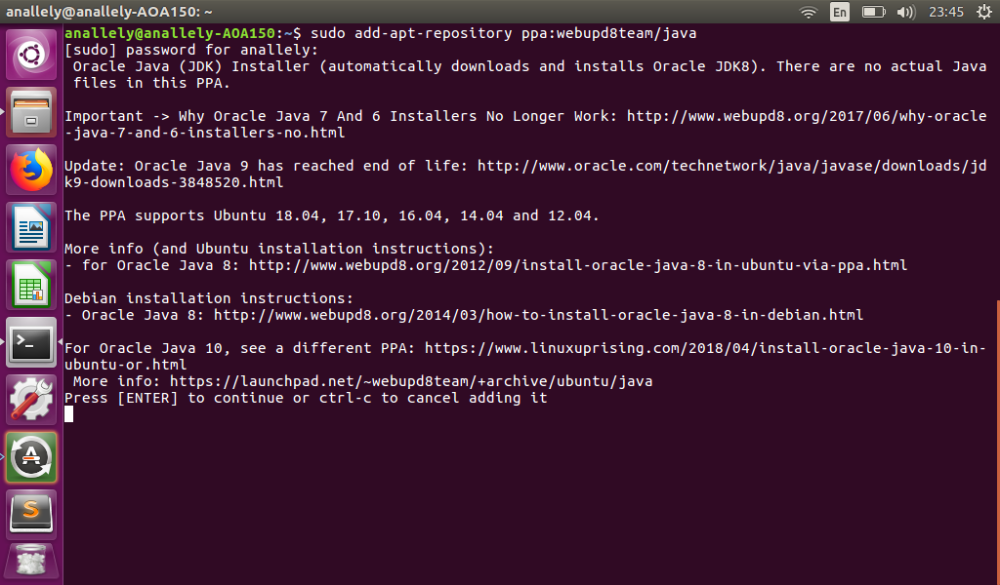 anallely@anallely-AOA150: ~
En
23:45
anallely@anallely-AOA150:~$ sudo add-apt-repository ppa:webupd8team/java
[sudo] password for anallely:
 Oracle Java (JDK) Installer (automatically downloads and installs Oracle JDK8). There are no actual Java
 files in this PPA.

Important -> Why Oracle Java 7 And 6 Installers No Longer Work: http://www.webupd8.org/2017/06/why-oracle
-java-7-and-6-installers-no.html

Update: Oracle Java 9 has reached end of life: http://www.oracle.com/technetwork/java/javase/downloads/jd
k9-downloads-3848520.html

The PPA supports Ubuntu 18.04, 17.10, 16.04, 14.04 and 12.04.

More info (and Ubuntu installation instructions):
- for Oracle Java 8: http://www.webupd8.org/2012/09/install-oracle-java-8-in-ubuntu-via-ppa.html

Debian installation instructions:
- Oracle Java 8: http://www.webupd8.org/2014/03/how-to-install-oracle-java-8-in-debian.html

For Oracle Java 10, see a different PPA: https://www.linuxuprising.com/2018/04/install-oracle-java-10-in-
ubuntu-or.html
 More info: https://launchpad.net/~webupd8team/+archive/ubuntu/java
Press [ENTER] to continue or ctrl-c to cancel adding it